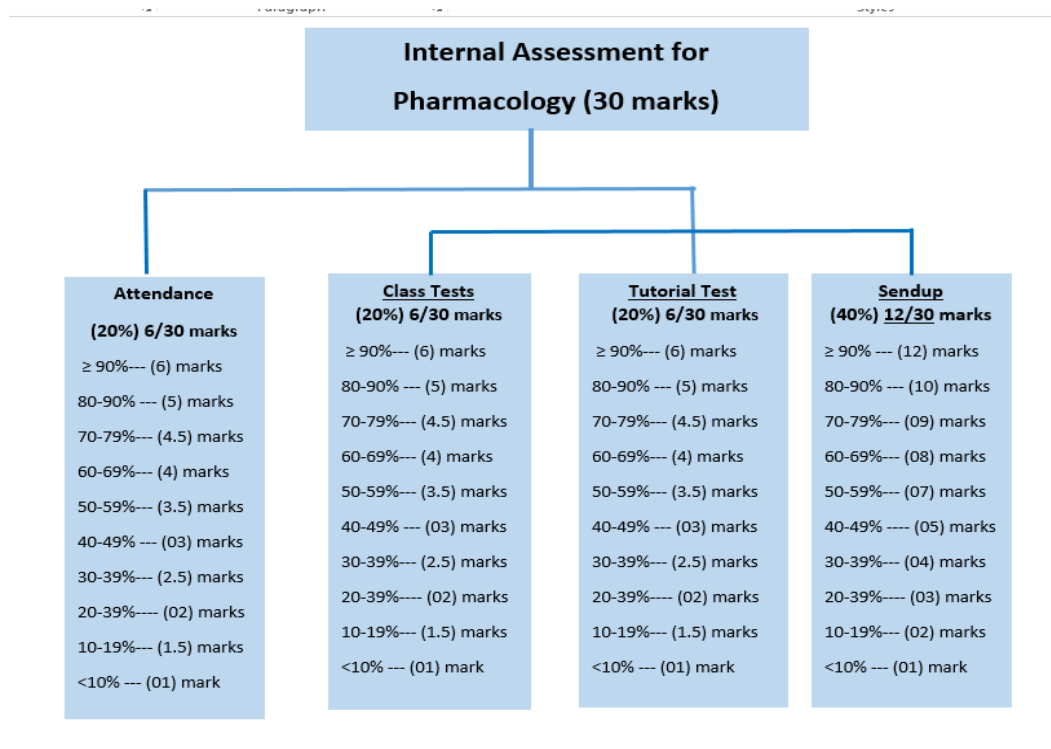 Internal Assessment for
Pharmacology (30 marks)
Attendance
(20%) 6/30 marks
≥ 90%--- (6) marks
80-90% --- (5) marks
70-79%--- (4.5) marks
60-69%--- (4) marks
50-59%--- (3.5) marks
40-49% --- (03) marks
30-39%--- (2.5) marks
20-39%---- (02) marks
10-19%--- (1.5) marks
<10% --- (01) mark
Class Tests
(20%) 6/30 marks
≥ 90%--- (6) marks
80-90% --- (5) marks
70-79%--- (4.5) marks
60-69%--- (4) marks
50-59%--- (3.5) marks
40-49% --- (03) marks
30-39%--- (2.5) marks
20-39%---- (02) marks
10-19%--- (1.5) marks
<10% --- (01) mark
Tutorial Test
(20%) 6/30 marks
≥ 90%--- (6) marks
80-90% --- (5) marks
70-79%--- (4.5) marks
60-69%--- (4) marks
50-59%--- (3.5) marks
40-49% --- (03) marks
30-39%--- (2.5) marks
20-39%---- (02) marks
10-19%--- (1.5) marks
<10% --- (01) mark
Sendup
(40%) 12/30 marks
≥ 90% --- (12) marks
80-90% --- (10) marks
70-79%--- (09) marks
60-69%--- (08) marks
50-59%--- (07) marks
40-49% ---- (05) marks
30-39%--- (04) marks
20-39%---- (03) marks
10-19%--- (02) marks
<10% --- (01) mark